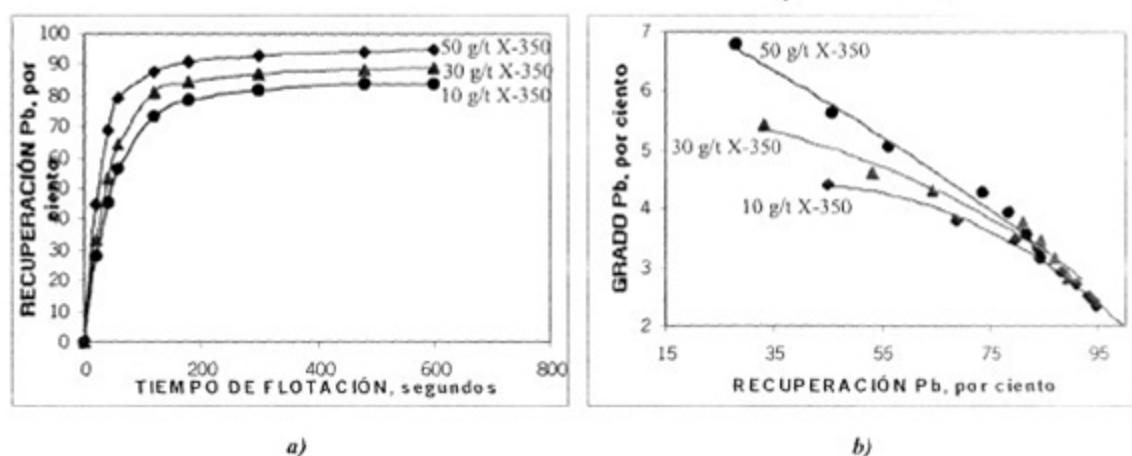 100
90
80
70
60
50
40
30
20
10
0
RECUPERACIÓN Pb, por
ciento
50 g/t X-350
30 g/t X-350
10 g/t X-350
0
200
400
600
800
TIEMPO DE FLOTACIÓN, segundos
a)
7
6
5
4
3
2
GRADO Pb, por ciento
50 g/t X-350
30 g/t X-350
10 g/t X-350
15
35
55
75
95
RECUPERACIÓN Pb, por ciento
b)